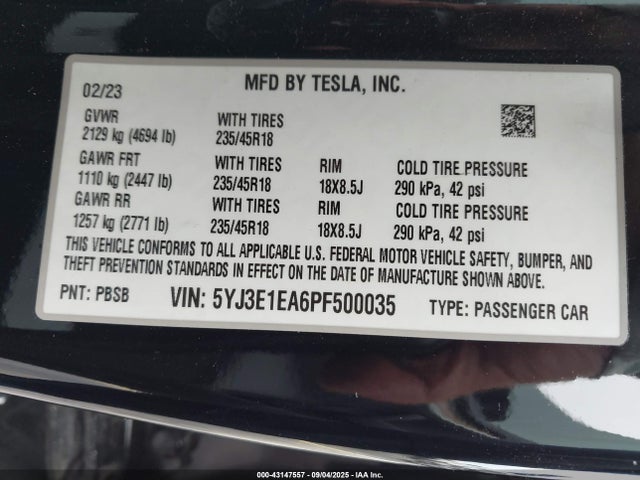 02/23 MFD BY TESLA, INC.
GVWR WITH TIRES
2129 kg (4694 lb) 235/45R18
GAWR FRT WITH TIRES RIM COLD TIRE PRESSURE
1110 kg (2447 lb) 235/45R18 18X8.5J 290 kPa, 42 psi
GAWR RR WITH TIRES RIM COLD TIRE PRESSURE
1257 kg (2771 lb) 235/45R18 18X8.5J 290 kPa, 42 psi
THIS VEHICLE CONFORMS TO ALL APPLICABLE U.S. FEDERAL MOTOR VEHICLE SAFETY, BUMPER, AND
THEFT PREVENTION STANDARDS IN EFFECT ON THE DATE OF MANUFACTURE SHOWN ABOVE.
PNT: PBSB VIN: 5YJ3E1EA6PF500035 TYPE: PASSENGER CAR
000-43147557 - 09/04/2025 - IAA Inc.